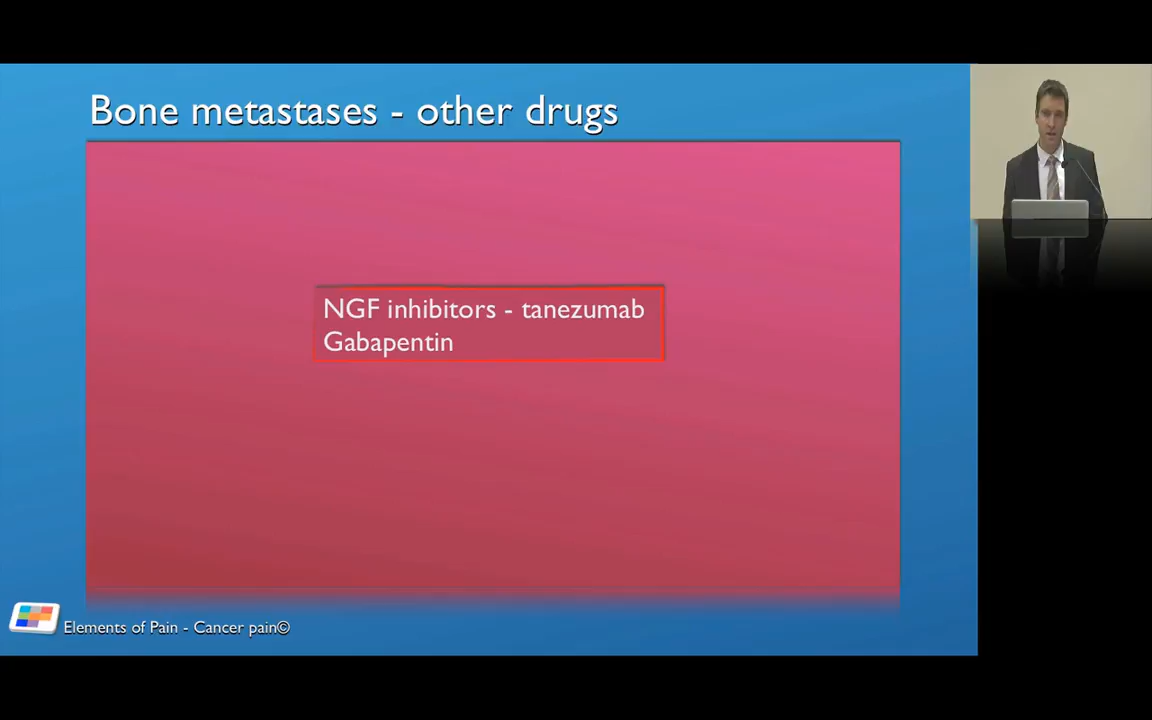 Bone metastases - other drugs
NGF inhibitors - tanezumab
Gabapentin
Elements of Pain - Cancer pain©